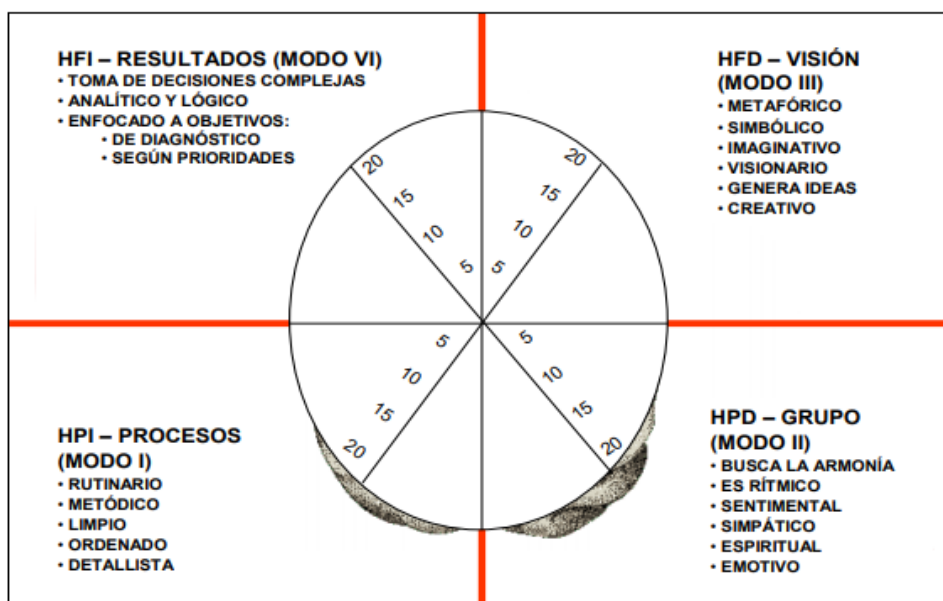 HFI – RESULTADOS (MODO VI)
• TOMA DE DECISIONES COMPLEJAS
• ANALÍTICO Y LÓGICO
• ENFOCADO A OBJETIVOS:
• DE DIAGNÓSTICO
• SEGÚN PRIORIDADES
HFD – VISIÓN
(MODO III)
• METAFÓRICO
• SIMBÓLICO
• IMAGINATIVO
• VISIONARIO
• GENERA IDEAS
• CREATIVO
20
15
10
5
20
15
10
5
5
10
15
20
5
10
15
20
HPI – PROCESOS
(MODO I)
• RUTINARIO
• METÓDICO
• LIMPIO
• ORDENADO
• DETALLISTA
HPD – GRUPO
(MODO II)
• BUSCA LA ARMONÍA
• ES RÍTMICO
• SENTIMENTAL
• SIMPÁTICO
• ESPIRITUAL
• EMOTIVO